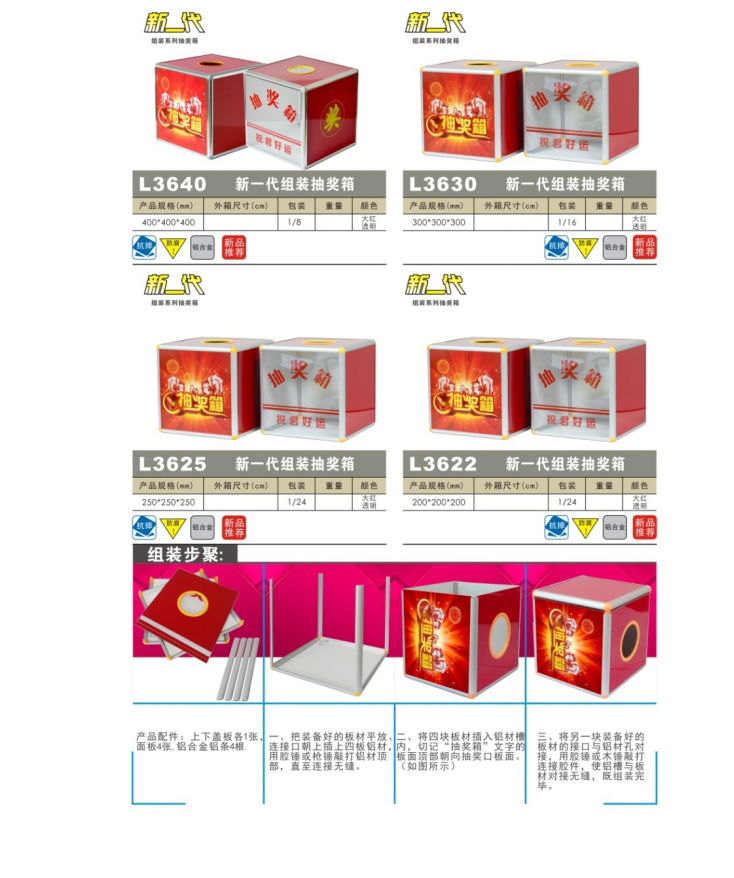 新一代
组装系列抽奖箱
抽奖箱
抽奖箱
祝君好运
奖
L3640 新一代组装抽奖箱
产品规格(mm) 外箱尺寸(cm) 包装 重量 颜色
400*400*400 1/8 大红
透明
抗摔 防腐! 铝合金 新品
推荐
新一代
组装系列抽奖箱
抽奖箱
抽奖箱
祝君好运
L3630 新一代组装抽奖箱
产品规格(mm) 外箱尺寸(cm) 包装 重量 颜色
300*300*300 1/16 大红
透明
抗摔 防腐! 铝合金 新品
推荐
新一代
组装系列抽奖箱
抽奖箱
抽奖箱
祝君好运
L3625 新一代组装抽奖箱
产品规格(mm) 外箱尺寸(cm) 包装 重量 颜色
250*250*250 1/24 大红
透明
抗摔 防腐! 铝合金 新品
推荐
新一代
组装系列抽奖箱
抽奖箱
抽奖箱
祝君好运
L3622 新一代组装抽奖箱
产品规格(mm) 外箱尺寸(cm) 包装 重量 颜色
200*200*200 1/24 大红
透明
抗摔 防腐! 铝合金 新品
推荐
组装步聚:
抽奖箱
抽奖箱
产品配件：上下盖板各1张，
面板4张. 铝合金铝条4根.
一、把装备好的板材平放、
连接口朝上插上四板铝材，
用胶锤或枪锤敲打铝材顶
部，直至连接无缝。
二、将四块板材插入铝材槽
内，切记“抽奖箱”文字的
板面顶部朝向抽奖口板面。
（如图所示）
三、将另一块装备好的
板材的接口与铝材孔对
接，用胶锤或木锤敲打
连接胶件，使铝槽与板
材对接无缝，既组装完
毕。